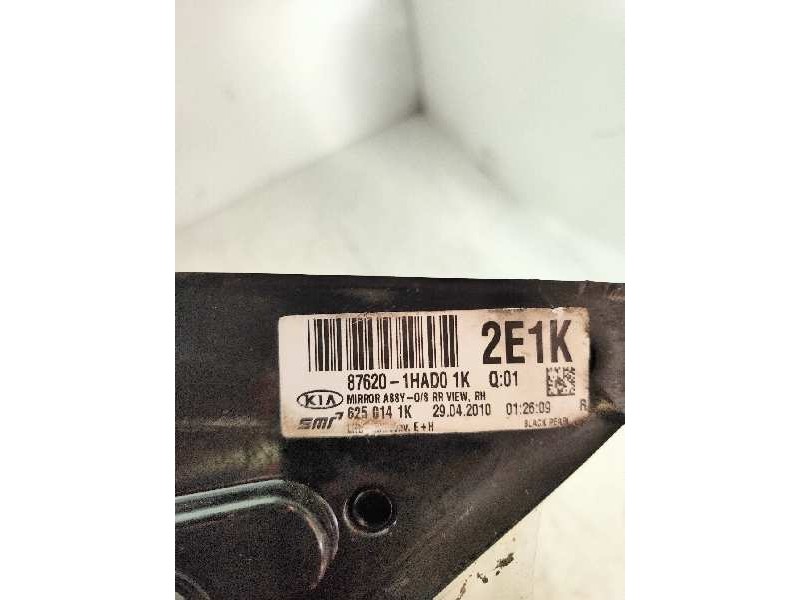 2E1K
87620-1HAD0 1K Q:01
KIA MIRROR ASSY-O/S RR VIEW, RH
smr 625 014 1K 29.04.2010 01:26:09 R
E+H BLACK